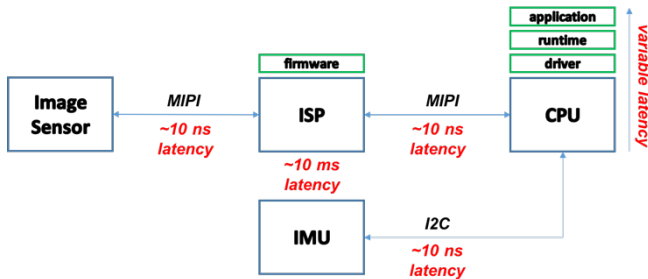 application
runtime
driver
variable latency
firmware
Image
Sensor
MIPI
~10 ns
latency
ISP
~10 ms
latency
MIPI
~10 ns
latency
CPU
IMU
I2C
~10 ns
latency